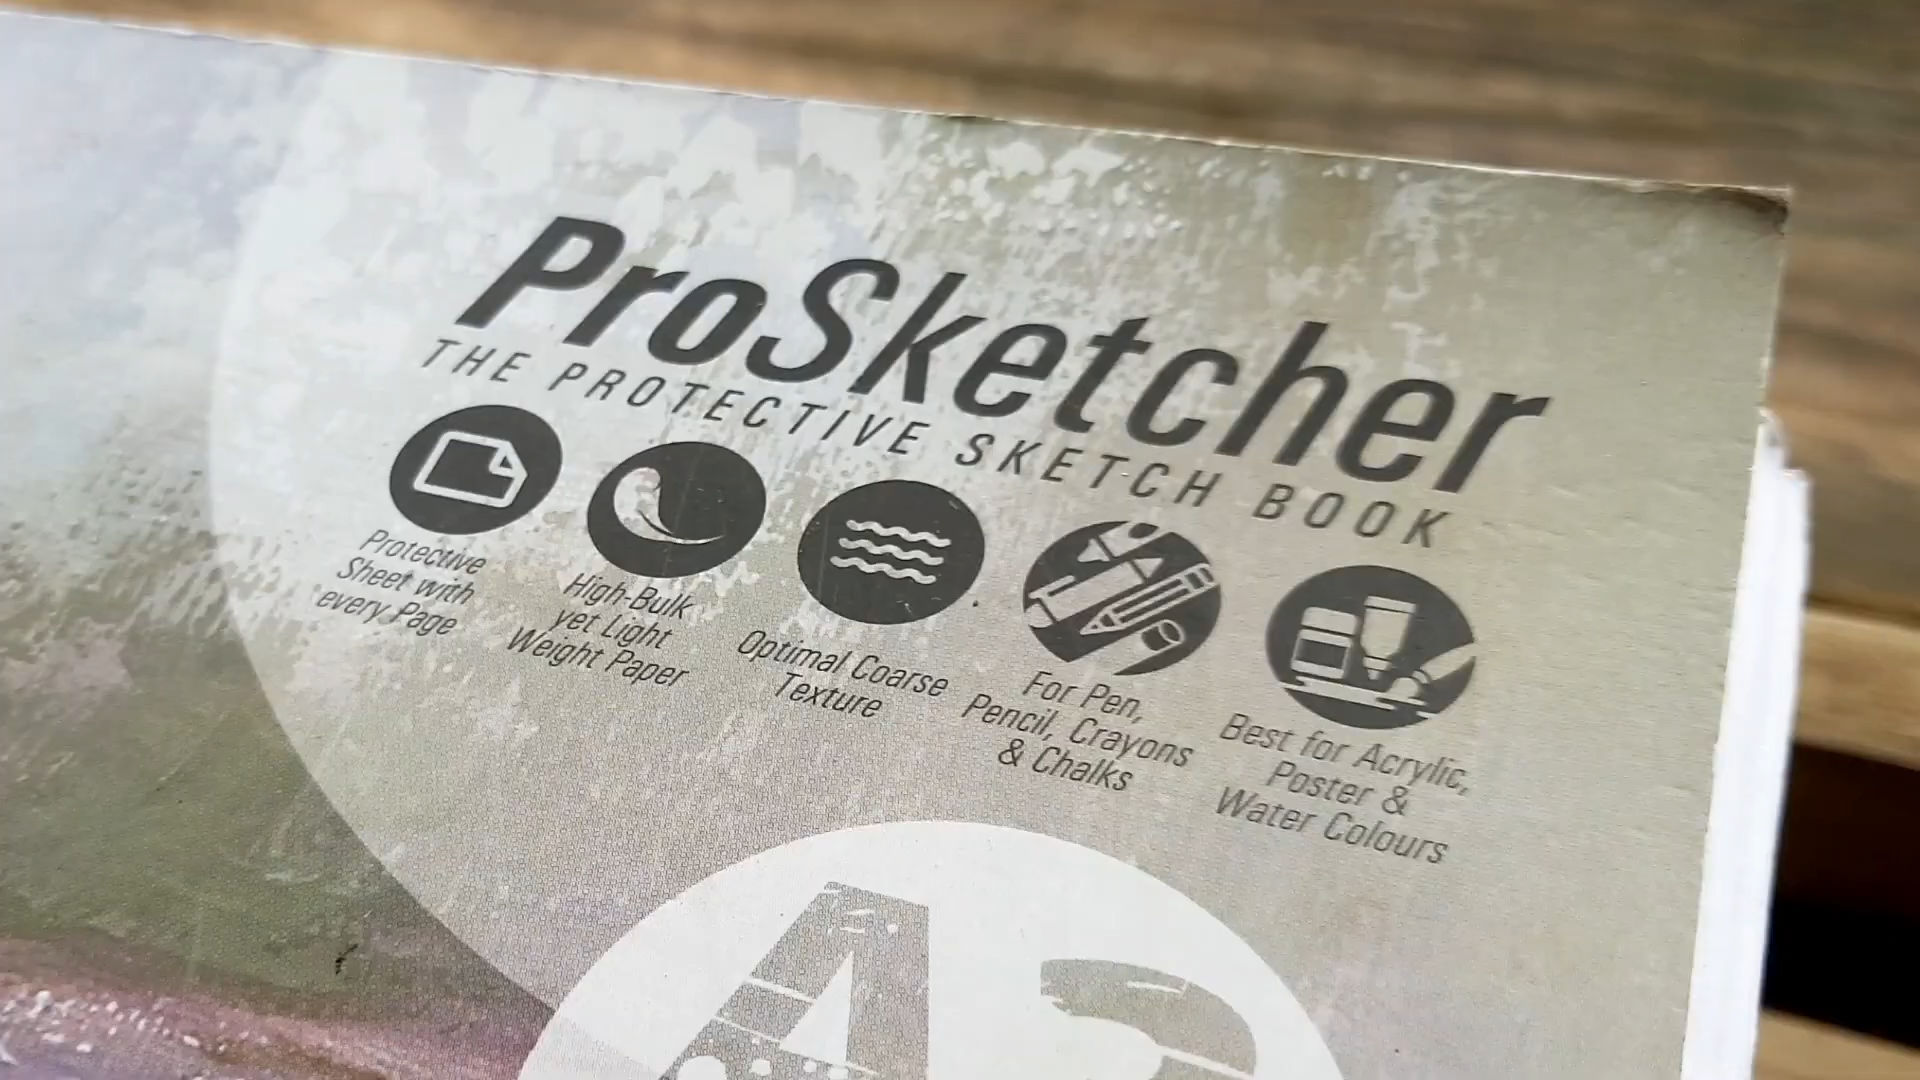 ProSketcher
THE PROTECTIVE SKETCH BOOK
Protective
Sheet with
every Page
High-Bulk
yet Light
Weight Paper
Optimal Coarse
Texture
For Pen,
Pencil, Crayons
& Chalks
Best for Acrylic,
Poster &
Water Colours